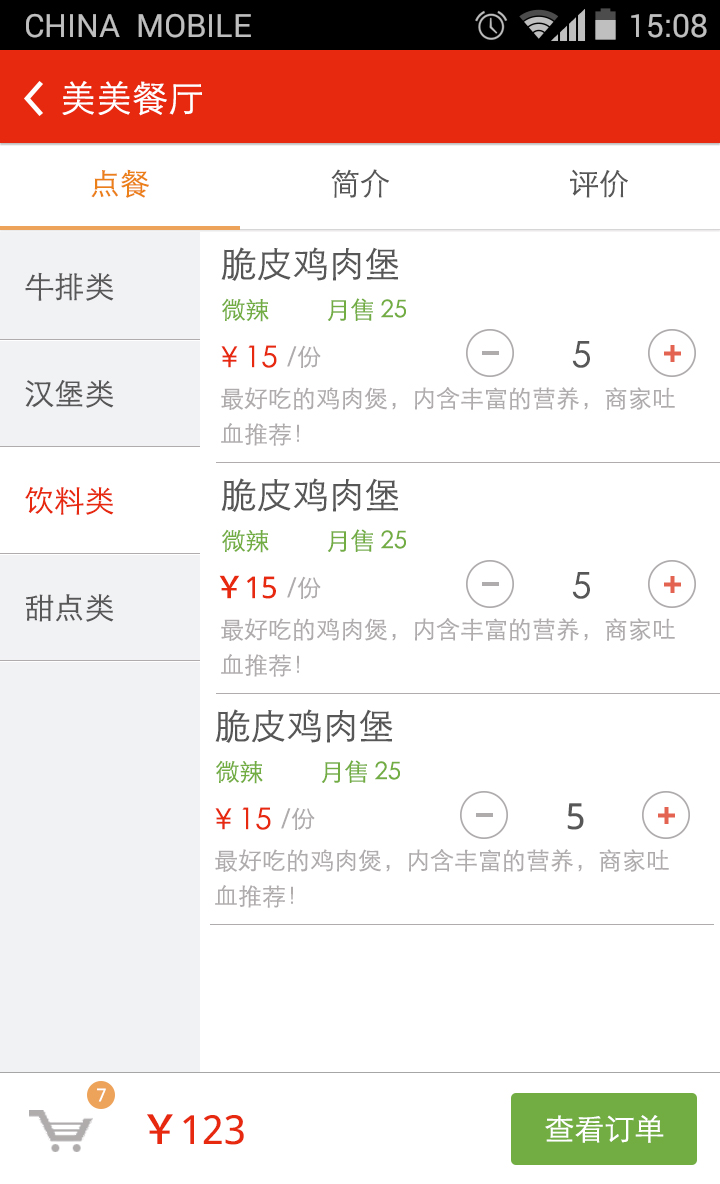 CHINA MOBILE 15:08
美美餐厅
点餐 简介 评价
牛排类
汉堡类
饮料类
甜点类
脆皮鸡肉堡
微辣 月售 25
¥ 15 /份 5
最好吃的鸡肉煲，内含丰富的营养，商家吐
血推荐！
脆皮鸡肉堡
微辣 月售 25
¥ 15 /份 5
最好吃的鸡肉煲，内含丰富的营养，商家吐
血推荐！
脆皮鸡肉堡
微辣 月售 25
¥ 15 /份 5
最好吃的鸡肉煲，内含丰富的营养，商家吐
血推荐！
7
¥ 123
查看订单